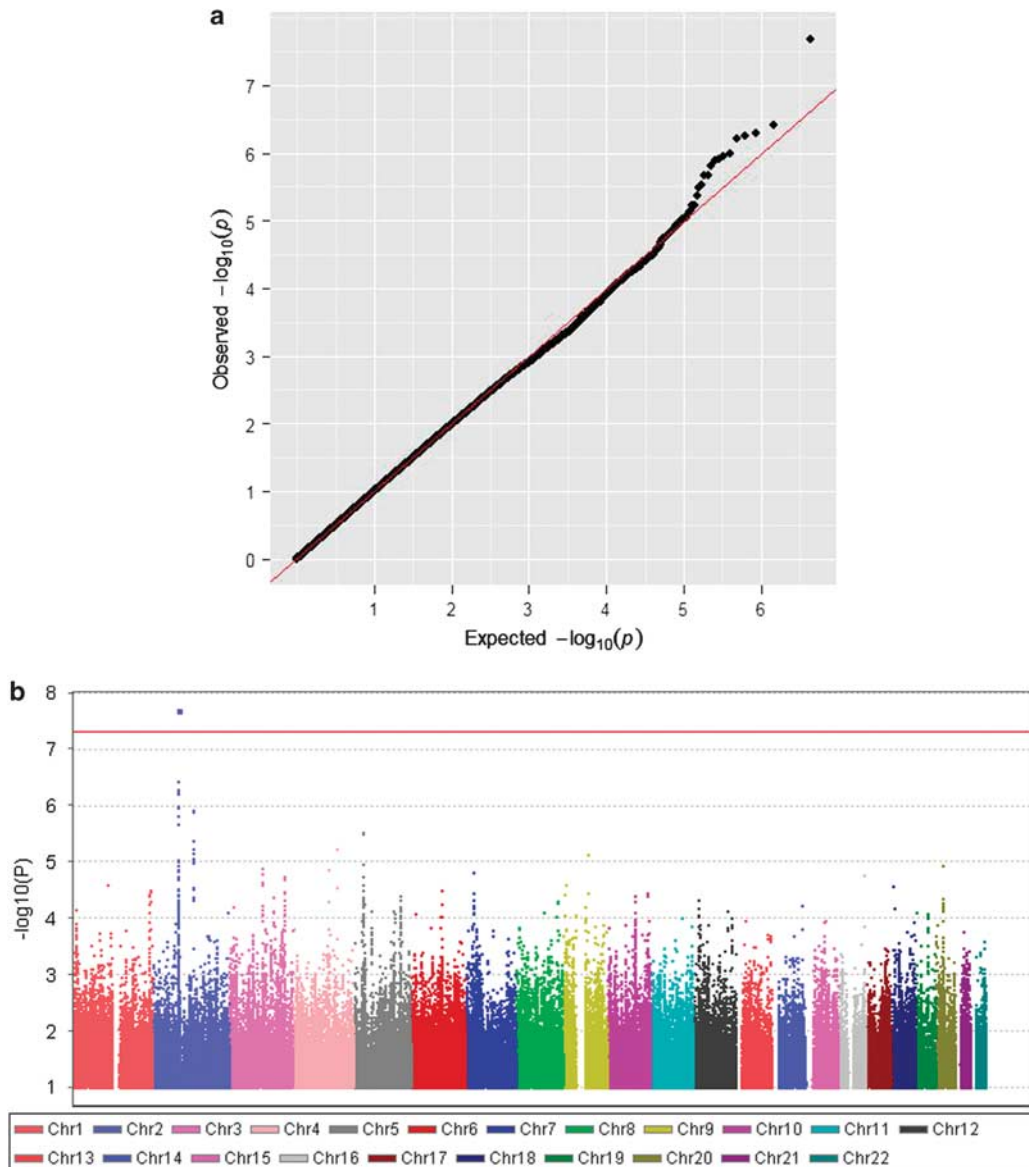 a
Observed −log₁₀(p)
7
6
5
4
3
2
1
0
1 2 3 4 5 6
Expected −log₁₀(p)
b
-log10(P)
8
7
6
5
4
3
2
1
Chr1 Chr2 Chr3 Chr4 Chr5 Chr6 Chr7 Chr8 Chr9 Chr10 Chr11 Chr12
Chr13 Chr14 Chr15 Chr16 Chr17 Chr18 Chr19 Chr20 Chr21 Chr22